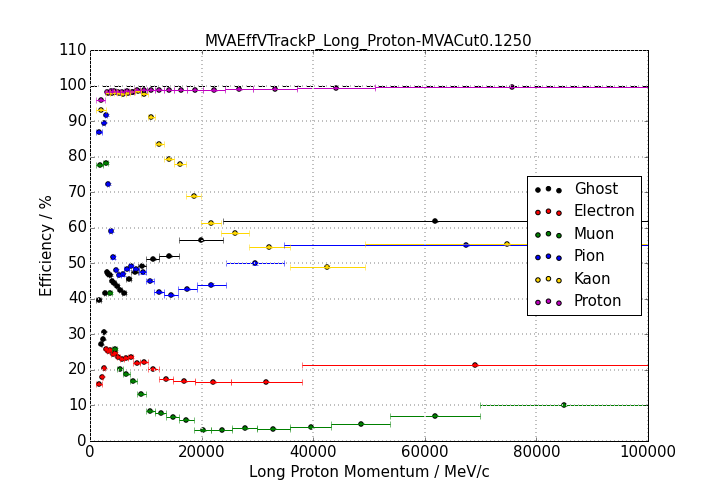 MVAEffVTrackP_Long_Proton-MVACut0.1250
Efficiency / %
110
100
90
80
70
60
50
40
30
20
10
0
Ghost
Electron
Muon
Pion
Kaon
Proton
0 20000 40000 60000 80000 100000
Long Proton Momentum / MeV/c